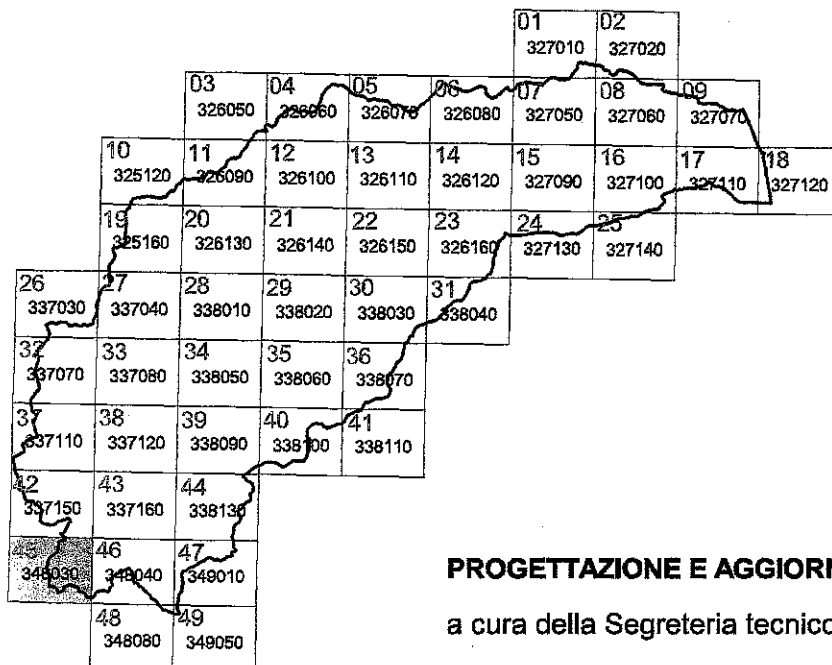 01 02
327010 327020
03 04 05 06 07 08 09
326050 326060 326070 326080 327050 327060 327070
10 11 12 13 14 15 16 17 18
325120 326090 326100 326110 326120 327090 327100 327110 327120
19 20 21 22 23 24 25
325160 326130 326140 326150 326160 327130 327140
26 27 28 29 30 31
337030 337040 338010 338020 338030 338040
32 33 34 35 36
337070 337080 338050 338060 338070
37 38 39 40 41
337110 337120 338090 338100 338110
42 43 44
337150 337160 338130
45 46 47
348030 348040 349010
PROGETTAZIONE E AGGIORN
a cura della Segreteria tecnico
48 49
348080 349050